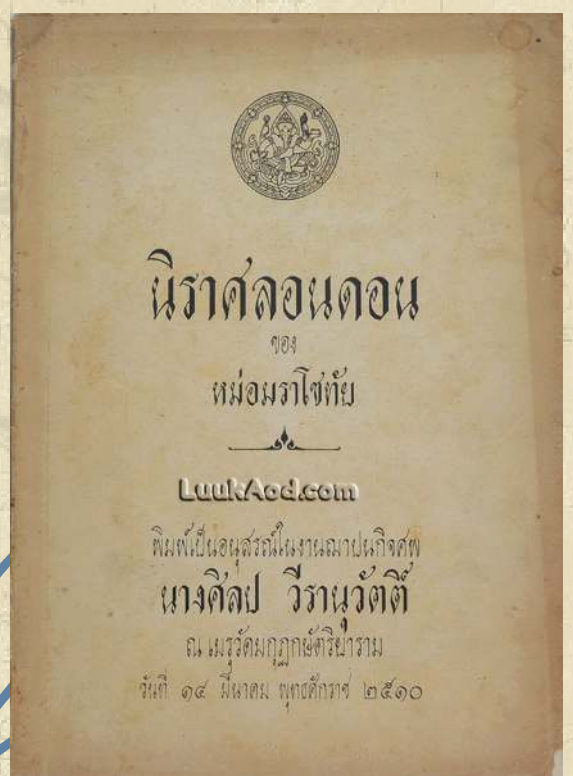 นิราศลอนดอน
ของ
หม่อมราโชทัย
LuukAod.com
พิมพ์เป็นอนุสรณ์ในงานฌาปนกิจศพ
นางศิลป วีรานุวัตติ์
ณ เมรุวัดมกุฏกษัตริยาราม
วันที่ ๑๔ มีนาคม พุทธศักราช ๒๕๑๐